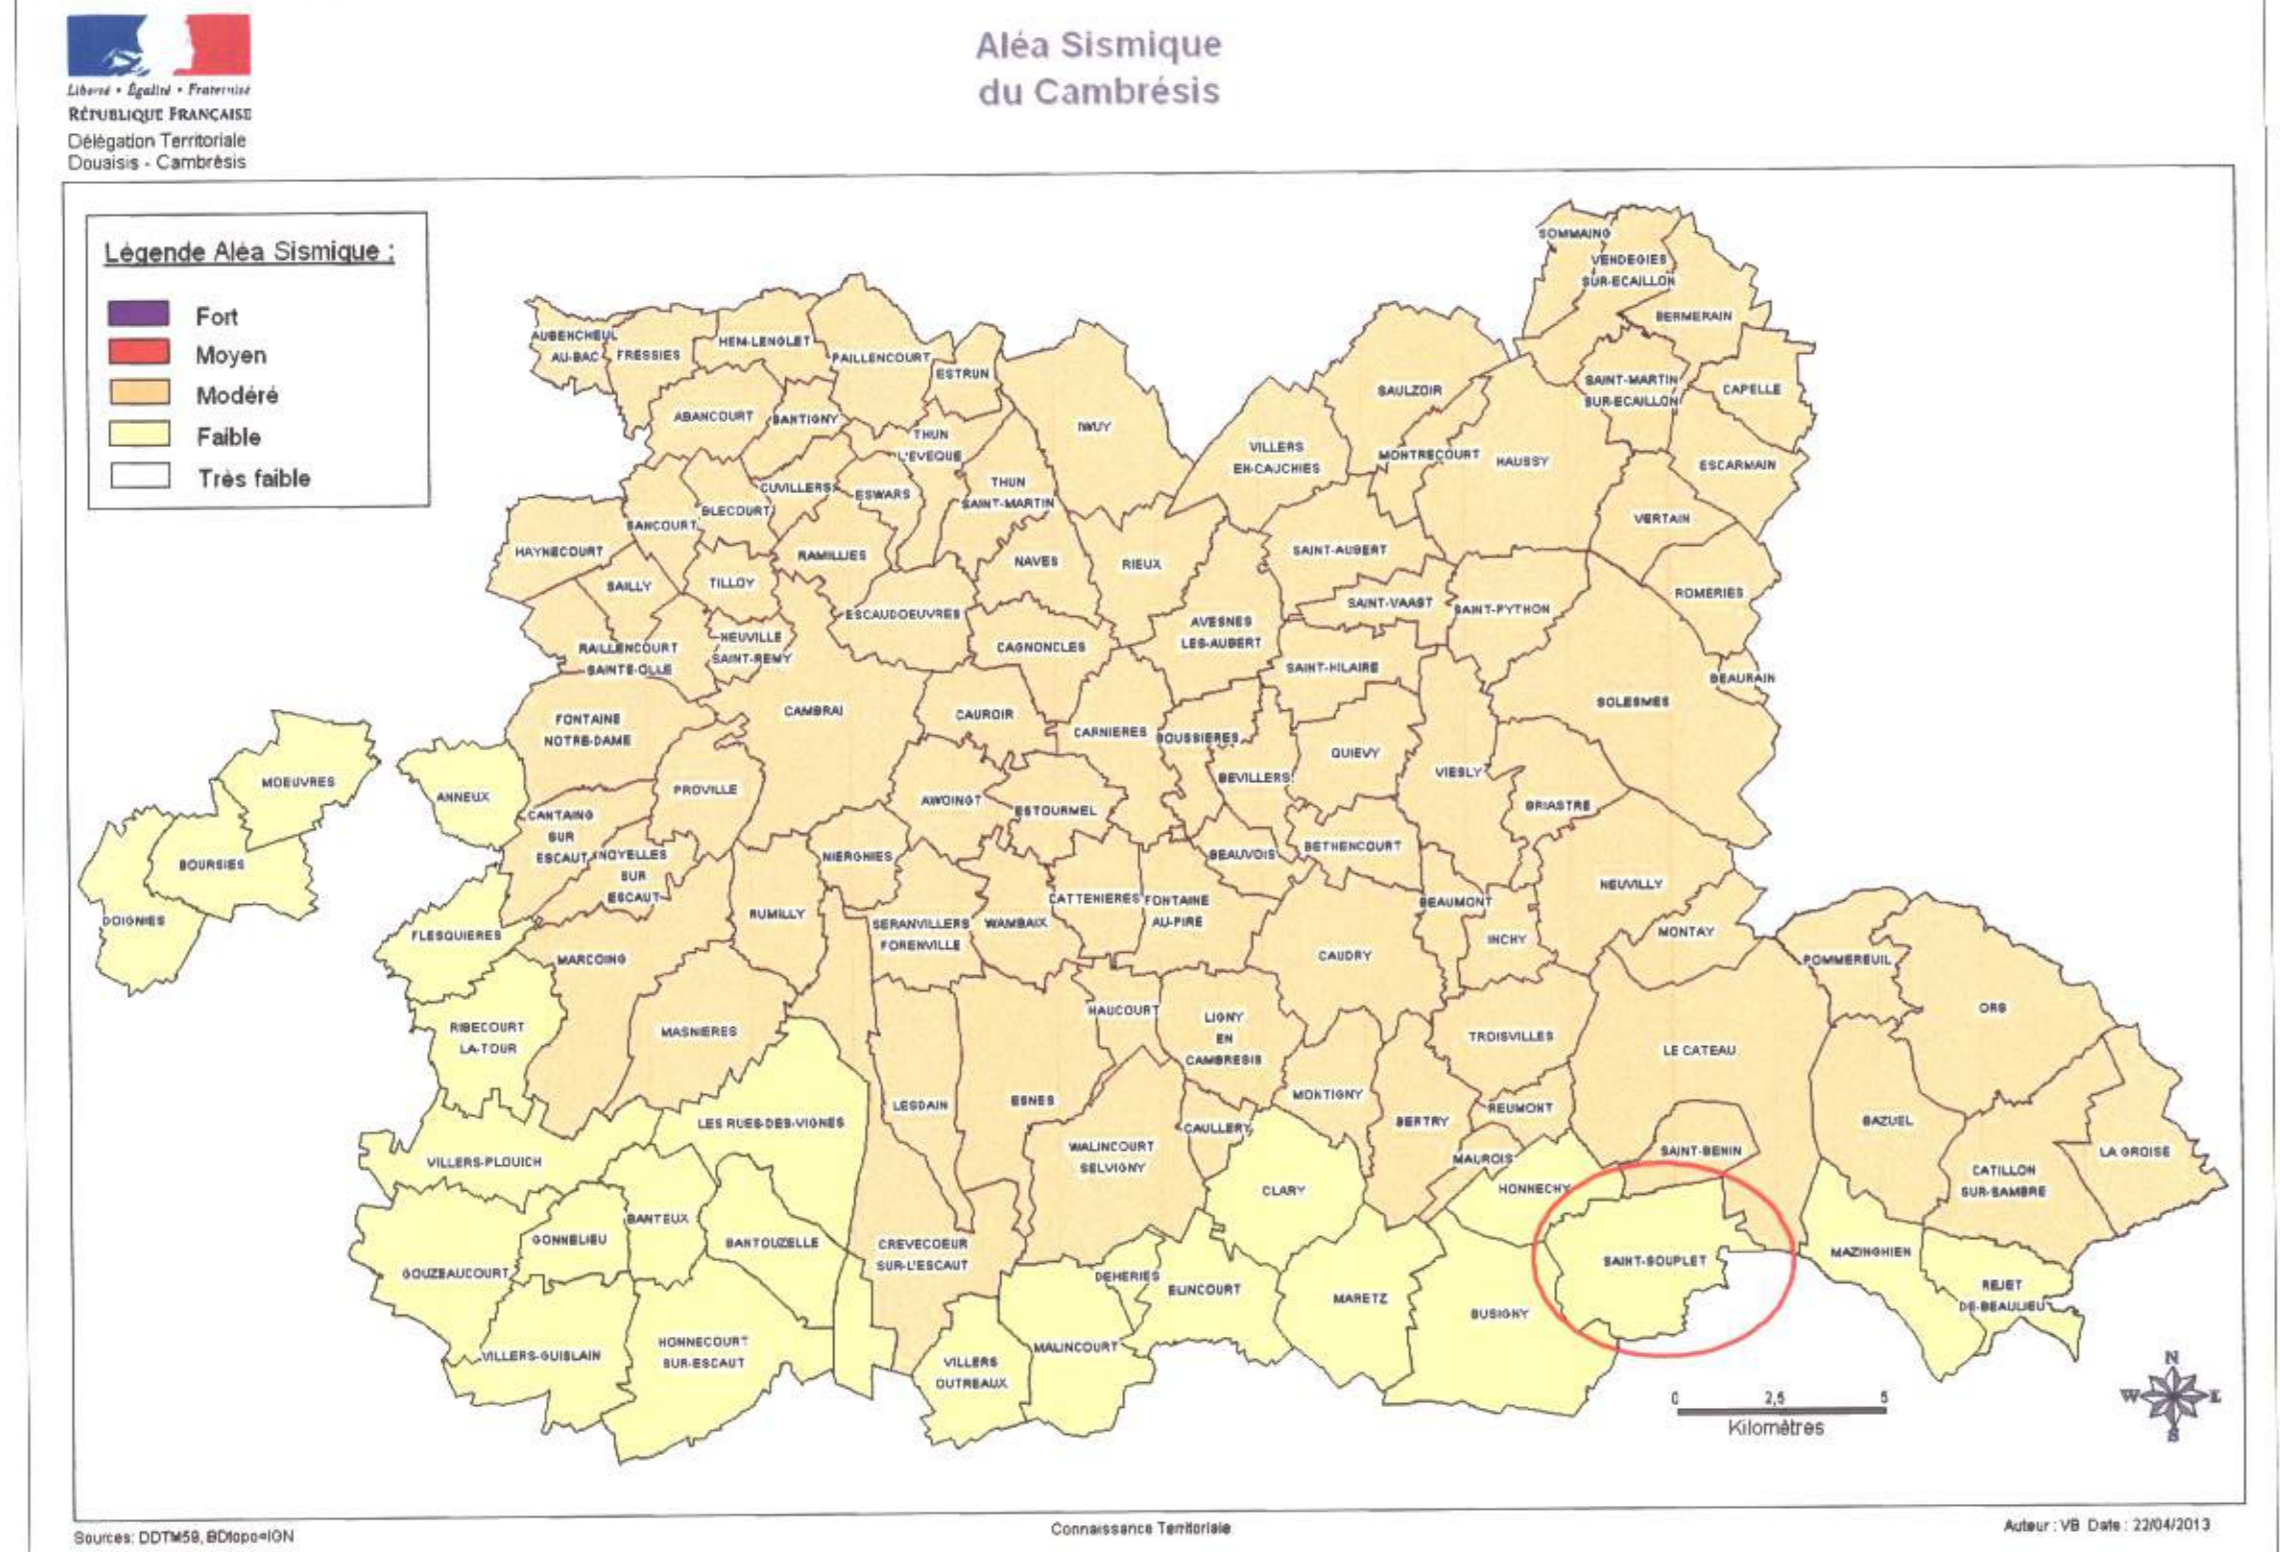 Liberté • Égalité • Fraternité
RÉPUBLIQUE FRANÇAISE
Délégation Territoriale
Douaisis - Cambrésis
Aléa Sismique
du Cambrésis
Légende Aléa Sismique :
Fort
Moyen
Modéré
Faible
Très faible
SOMMAING
VENDEGIES
SUR-ECAILLON
BERMERAIN
AUBENCHEUL
AU-BAC
FRESSIES
HEM-LENGLET
PAILLENCOURT
ESTRUN
SAULZOIR
SAINT-MARTIN
SUR-ECAILLON
CAPELLE
ABANCOURT
BANTIGNY
THUN
L'EVEQUE
IWUY
VILLERS
EN-CAUCHIES
MONTRECOURT
HAUSSY
ESCARMAIN
CUVILLERS
ESWARS
THUN
SAINT-MARTIN
BLECOURT
SANCOURT
VERTAIN
HAYNECOURT
RAMILLIES
NAVES
RIEUX
SAINT-AUBERT
SAILLY
TILLOY
ROMERIES
SAINT-VAAST
SAINT-PYTHON
ESCAUDOEUVRES
AVESNES
LES-AUBERT
NEUVILLE
SAINT-REMY
RAILLENCOURT
SAINTE-OLLE
CAGNONCLES
SAINT-HILAIRE
BEAURAIN
SOLESMES
FONTAINE
NOTRE-DAME
CAMBRAI
CAUROIR
CARNIERES
BOUSSIERES
QUIEVY
VIESLY
MOEUVRES
ANNEUX
PROVILLE
BEVILLERS
AWOINGT
ESTOURMEL
BRIASTRE
CANTAING
SUR
ESCAUT
NOYELLES
SUR
ESCAUT
NIERGNIES
BEAUVOIS
BETHENCOURT
BOURSIES
NEUVILLY
DOIGNIES
FLESQUIERES
RUMILLY
SERANVILLERS
FORENVILLE
WAMBAIX
CATTENIERES
FONTAINE
AU-PIRE
BEAUMONT
INCHY
MONTAY
MARCOING
CAUDRY
POMMEREUIL
ORS
RIBECOURT
LA-TOUR
MASNIERES
HAUCOURT
LIGNY
EN
CAMBRESIS
TROISVILLES
LE CATEAU
LESDAIN
ESNES
MONTIGNY
REUMONT
BERTRY
BAZUEL
LES RUES-DES-VIGNES
CAULLERY
WALINCOURT
SELVIGNY
MAUROIS
SAINT-BENIN
LA GROISE
VILLERS-PLOUICH
CLARY
HONNECHY
CATILLON
SUR-SAMBRE
BANTEUX
GONNELIEU
BANTOUZELLE
CREVECOEUR
SUR-L'ESCAUT
SAINT-SOUPLET
MAZINGHIEN
GOUZEAUCOURT
DEHERIES
ELINCOURT
MARETZ
BUSIGNY
REJET
DE-BEAULIEU
VILLERS-GUISLAIN
HONNECOURT
SUR-ESCAUT
MALINCOURT
VILLERS
OUTREAUX
0 2,5 5
Kilomètres
N
W E
S
Sources: DDTM59, BDtopo®IGN
Connaissance Territoriale
Auteur : VB Date : 22/04/2013